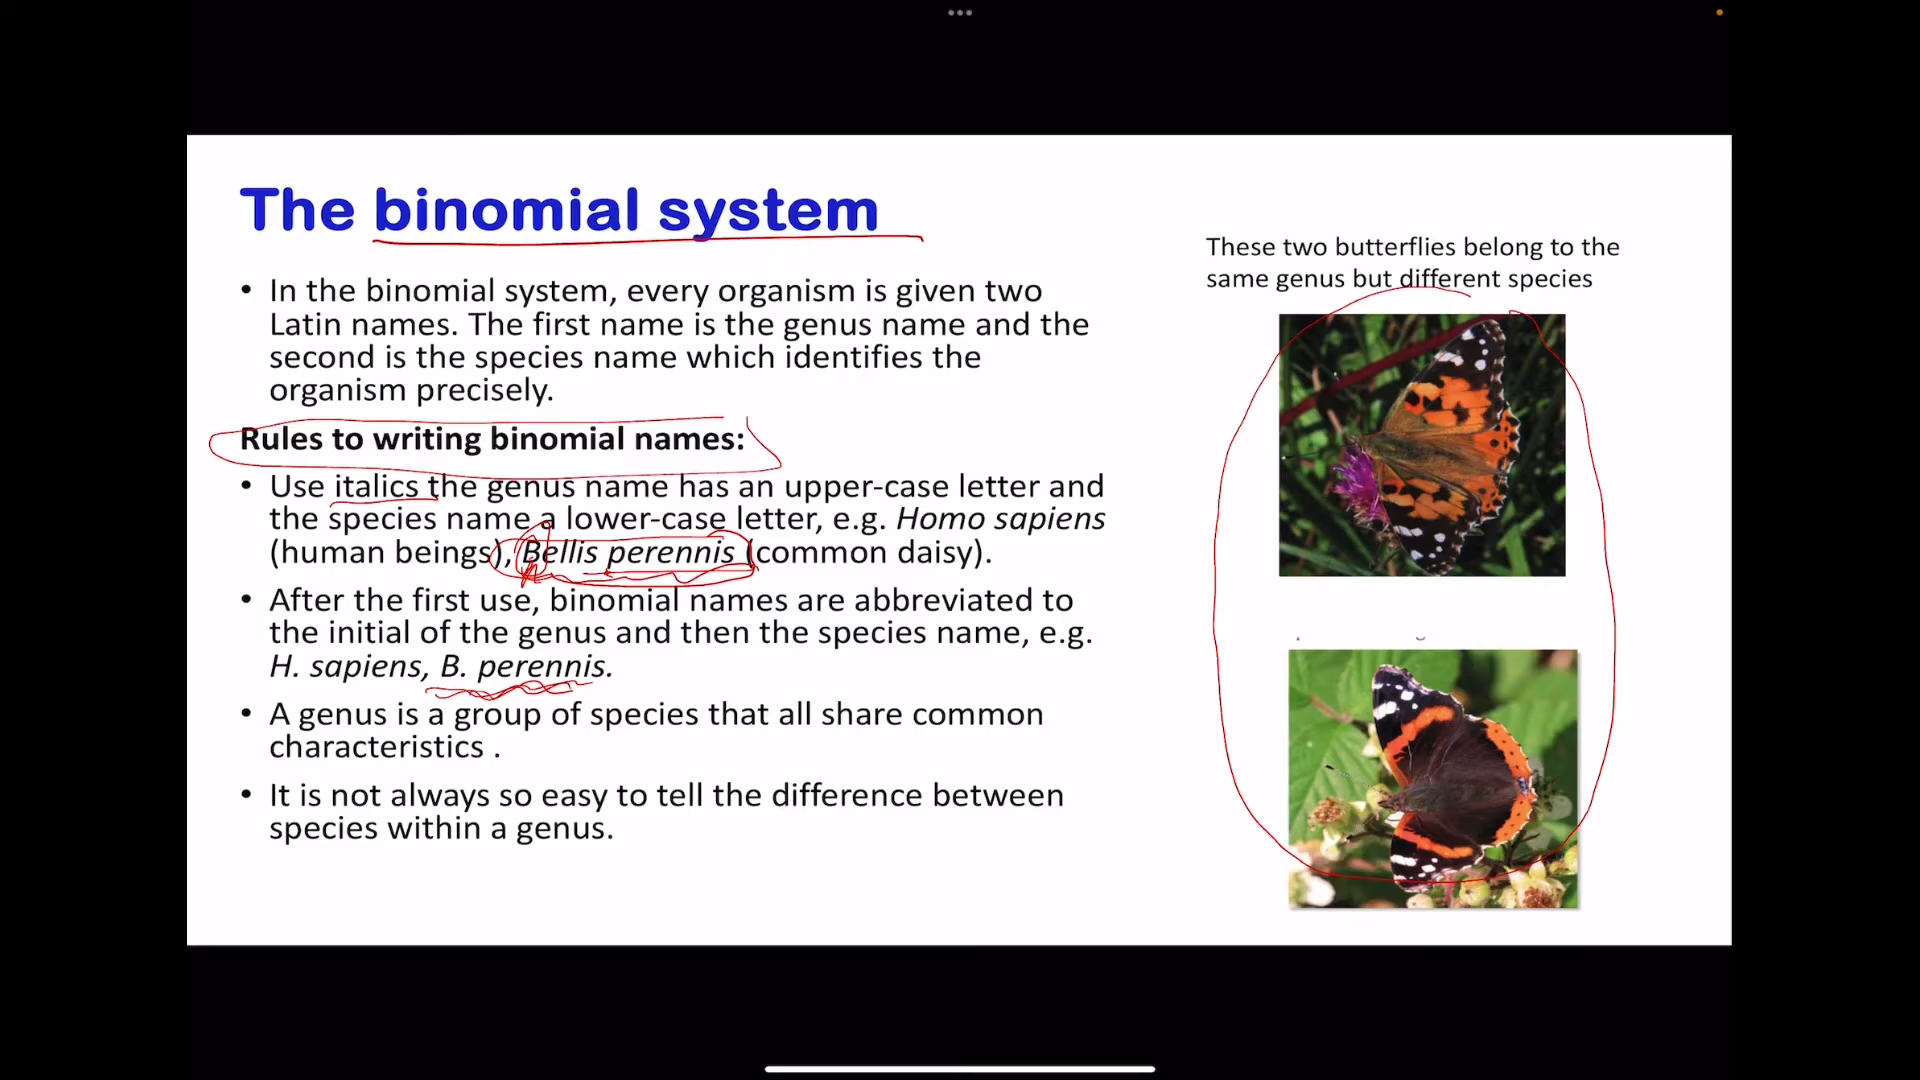 The binomial system
• In the binomial system, every organism is given two
Latin names. The first name is the genus name and the
second is the species name which identifies the
organism precisely.
Rules to writing binomial names:
• Use italics the genus name has an upper-case letter and
the species name a lower-case letter, e.g. Homo sapiens
(human beings), Bellis perennis (common daisy).
• After the first use, binomial names are abbreviated to
the initial of the genus and then the species name, e.g.
H. sapiens, B. perennis.
• A genus is a group of species that all share common
characteristics .
• It is not always so easy to tell the difference between
species within a genus.
These two butterflies belong to the
same genus but different species